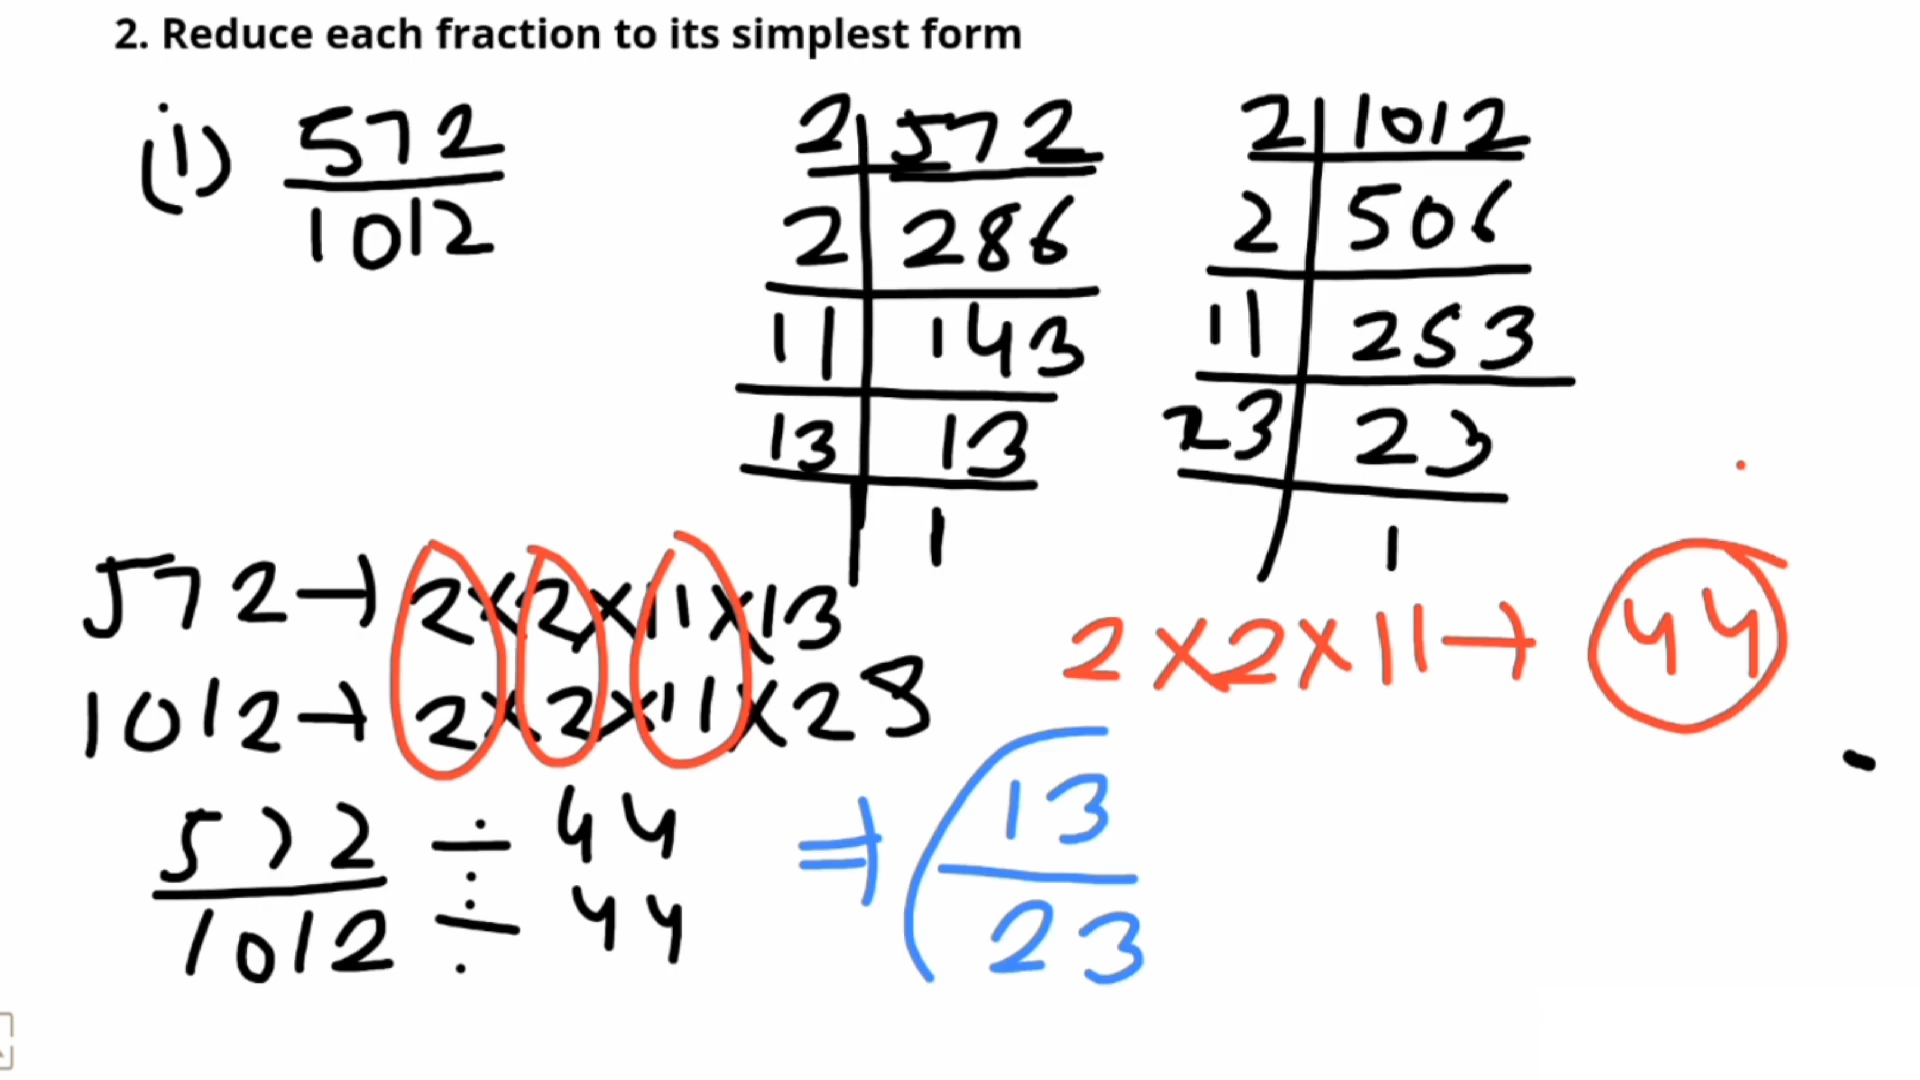 2. Reduce each fraction to its simplest form
(i) 572
1012
2 | 572
2 | 286
11 | 143
13 | 13
1
2 | 1012
2 | 506
11 | 253
23 | 23
1
572 → 2×2×11×13
1012 → 2×2×11×23
2×2×11 → 44
572 ÷ 44
1012 ÷ 44
⇒ 13
23